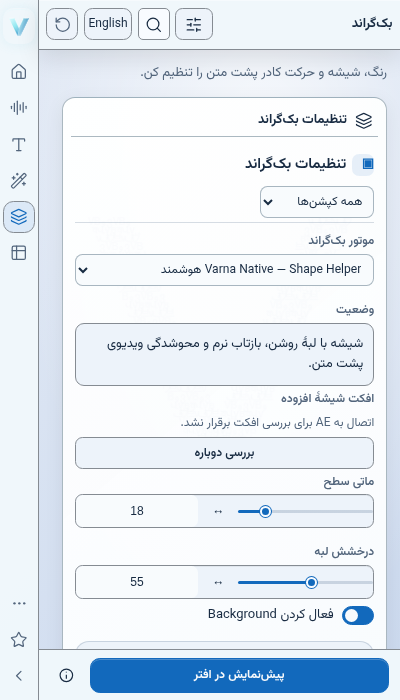 بک‌گراند
English
رنگ، شیشه و حرکت کادر پشت متن را تنظیم کن.
تنظیمات بک‌گراند
تنظیمات بک‌گراند
همه کپشن‌ها
موتور بک‌گراند
Varna Native — Shape Helper هوشمند
وضعیت
شیشه با لبهٔ روشن، بازتاب نرم و محوشدگی ویدیوی
پشت متن.
افکت شیشهٔ افزوده
اتصال به AE برای بررسی افکت برقرار نشد.
بررسی دوباره
ماتی سطح
18
درخشش لبه
55
فعال کردن Background
پیش‌نمایش در افتر